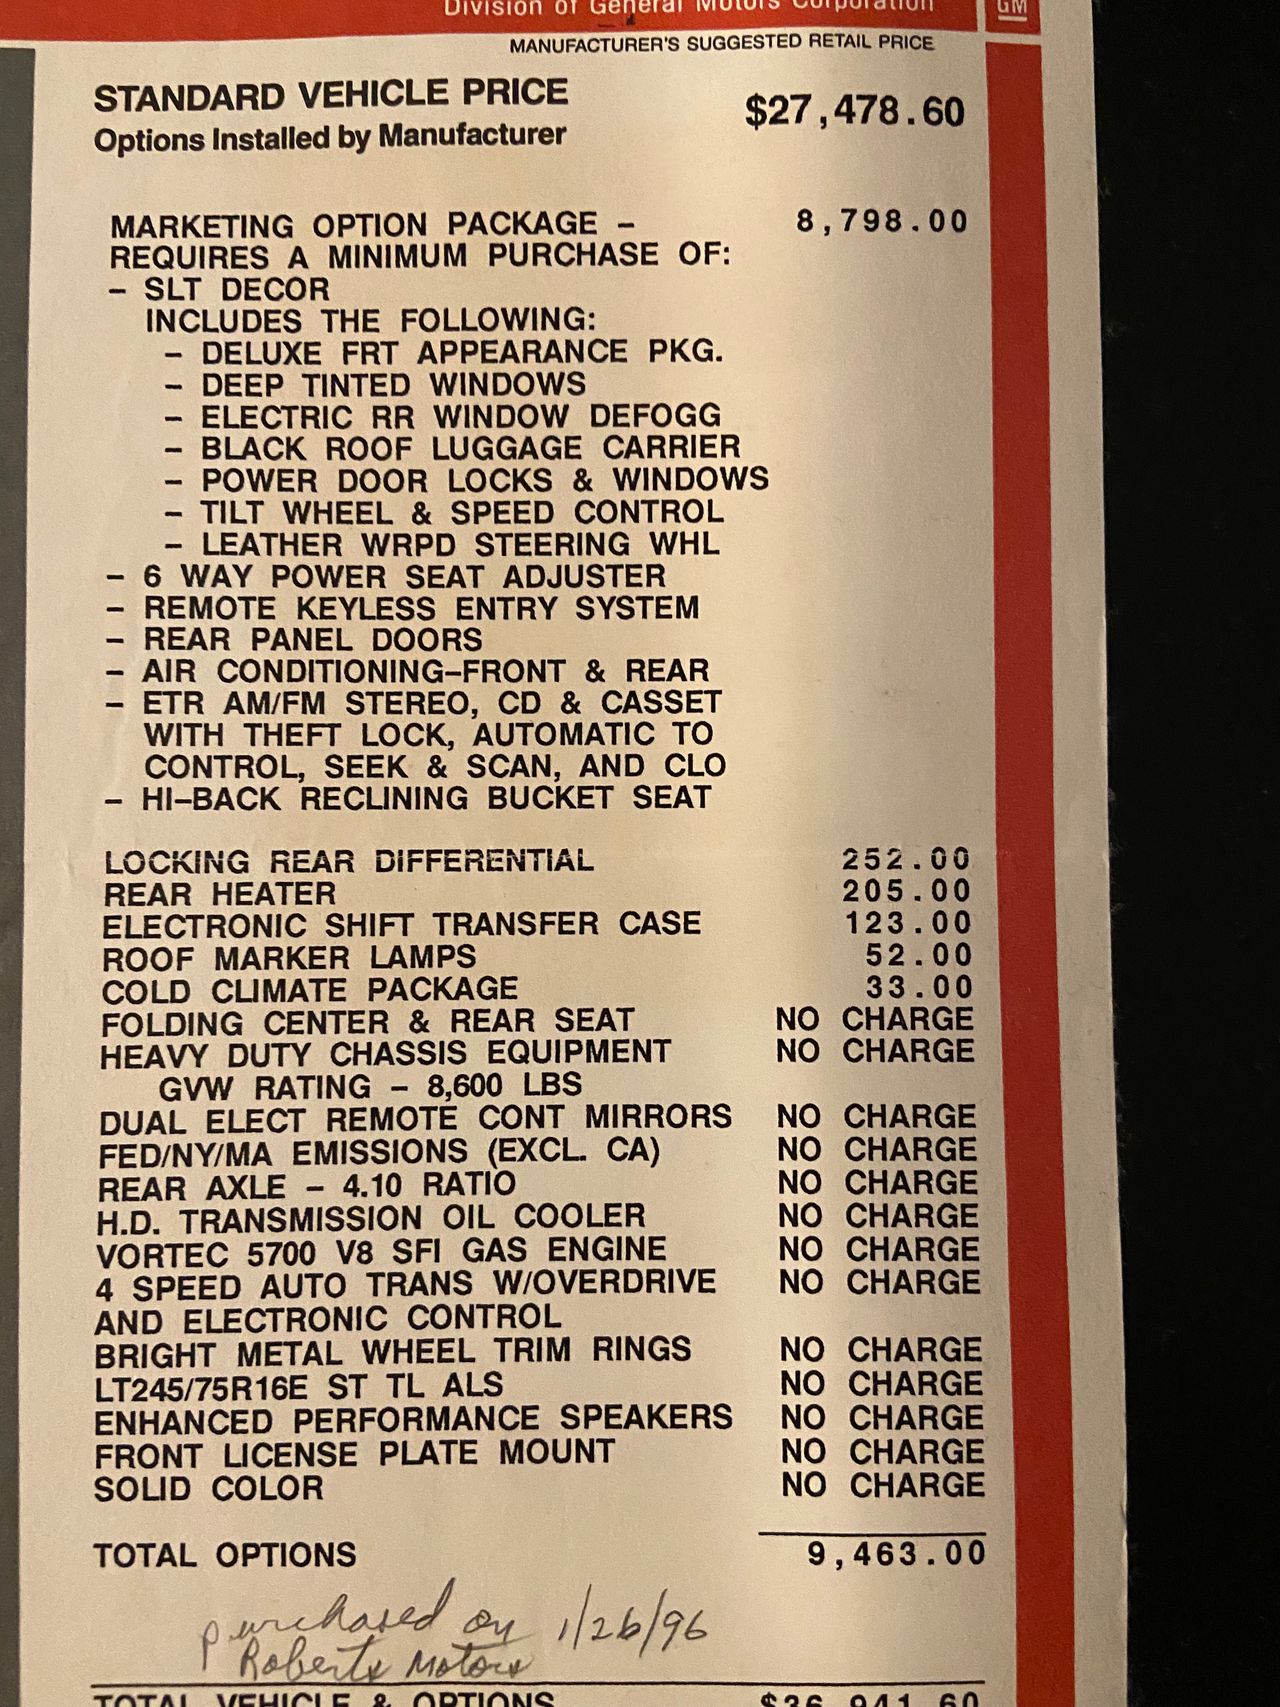 Division of General Motors Corporation
GM
MANUFACTURER'S SUGGESTED RETAIL PRICE
STANDARD VEHICLE PRICE $27,478.60
Options Installed by Manufacturer
MARKETING OPTION PACKAGE – 8,798.00
REQUIRES A MINIMUM PURCHASE OF:
– SLT DECOR
INCLUDES THE FOLLOWING:
– DELUXE FRT APPEARANCE PKG.
– DEEP TINTED WINDOWS
– ELECTRIC RR WINDOW DEFOGG
– BLACK ROOF LUGGAGE CARRIER
– POWER DOOR LOCKS & WINDOWS
– TILT WHEEL & SPEED CONTROL
– LEATHER WRPD STEERING WHL
– 6 WAY POWER SEAT ADJUSTER
– REMOTE KEYLESS ENTRY SYSTEM
– REAR PANEL DOORS
– AIR CONDITIONING–FRONT & REAR
– ETR AM/FM STEREO, CD & CASSET
WITH THEFT LOCK, AUTOMATIC TO
CONTROL, SEEK & SCAN, AND CLO
– HI–BACK RECLINING BUCKET SEAT
LOCKING REAR DIFFERENTIAL 252.00
REAR HEATER 205.00
ELECTRONIC SHIFT TRANSFER CASE 123.00
ROOF MARKER LAMPS 52.00
COLD CLIMATE PACKAGE 33.00
FOLDING CENTER & REAR SEAT NO CHARGE
HEAVY DUTY CHASSIS EQUIPMENT NO CHARGE
GVW RATING – 8,600 LBS
DUAL ELECT REMOTE CONT MIRRORS NO CHARGE
FED/NY/MA EMISSIONS (EXCL. CA) NO CHARGE
REAR AXLE – 4.10 RATIO NO CHARGE
H.D. TRANSMISSION OIL COOLER NO CHARGE
VORTEC 5700 V8 SFI GAS ENGINE NO CHARGE
4 SPEED AUTO TRANS W/OVERDRIVE NO CHARGE
AND ELECTRONIC CONTROL
BRIGHT METAL WHEEL TRIM RINGS NO CHARGE
LT245/75R16E ST TL ALS NO CHARGE
ENHANCED PERFORMANCE SPEAKERS NO CHARGE
FRONT LICENSE PLATE MOUNT NO CHARGE
SOLID COLOR NO CHARGE
TOTAL OPTIONS 9,463.00
purchased on 1/26/96
Roberts Motors
TOTAL VEHICLE & OPTIONS $36,941.60